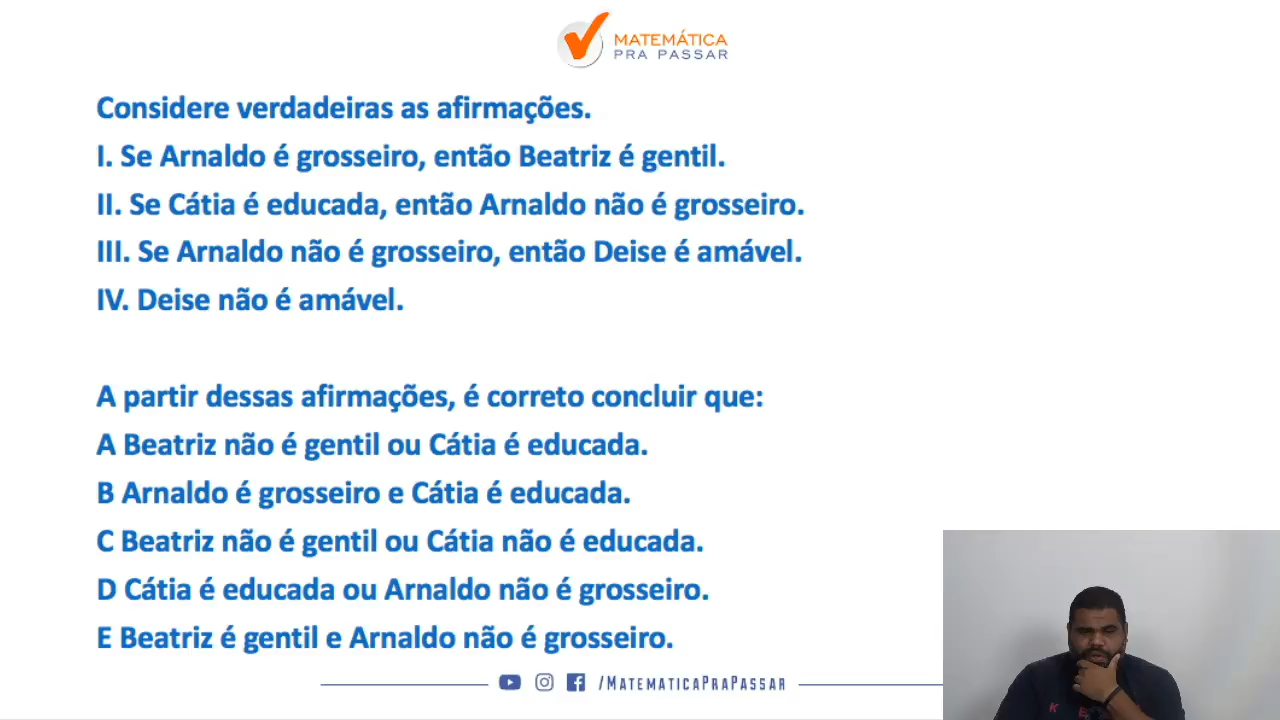 MATEMÁTICA
PRA PASSAR
Considere verdadeiras as afirmações.
I. Se Arnaldo é grosseiro, então Beatriz é gentil.
II. Se Cátia é educada, então Arnaldo não é grosseiro.
III. Se Arnaldo não é grosseiro, então Deise é amável.
IV. Deise não é amável.
A partir dessas afirmações, é correto concluir que:
A Beatriz não é gentil ou Cátia é educada.
B Arnaldo é grosseiro e Cátia é educada.
C Beatriz não é gentil ou Cátia não é educada.
D Cátia é educada ou Arnaldo não é grosseiro.
E Beatriz é gentil e Arnaldo não é grosseiro.
/MATEMATICAPRAPASSAR